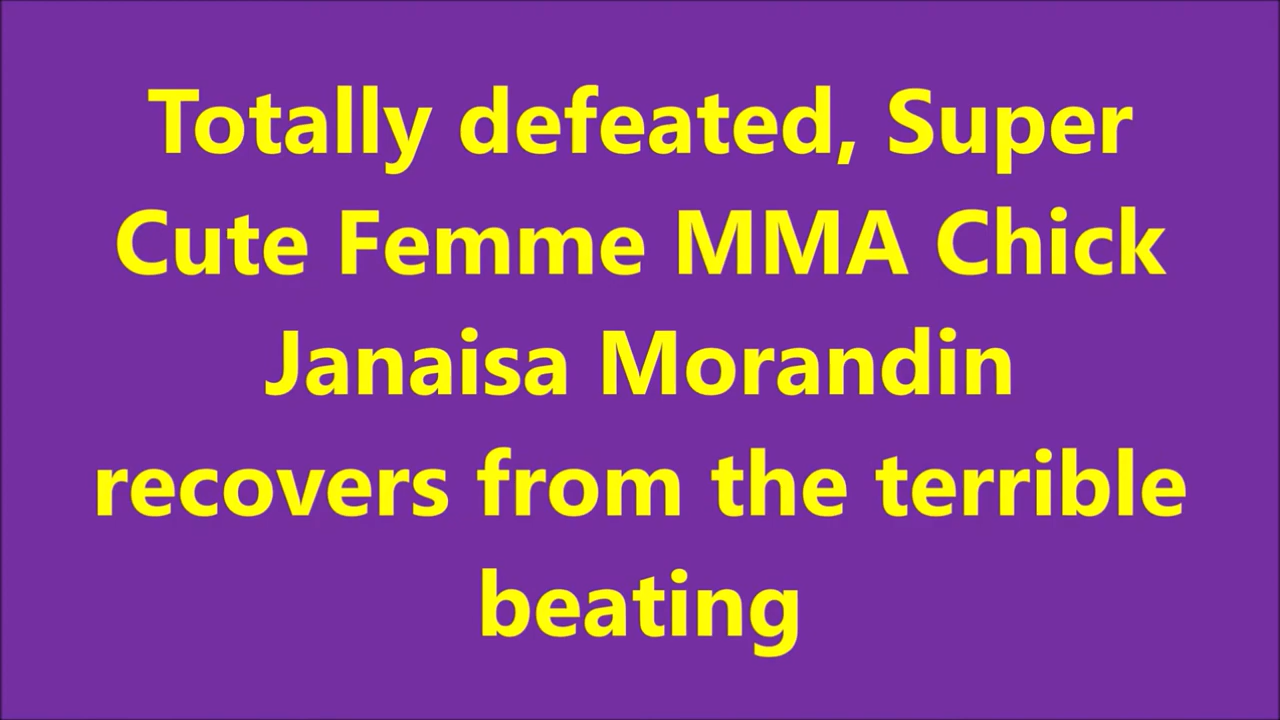 Totally defeated, Super
Cute Femme MMA Chick
Janaisa Morandin
recovers from the terrible
beating